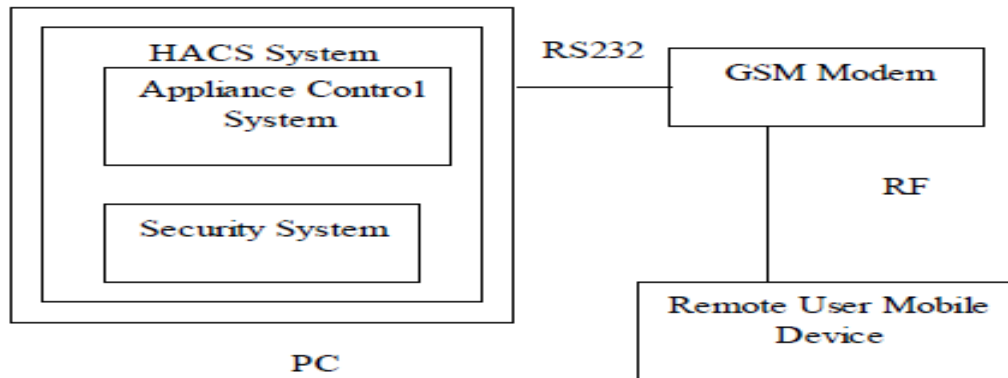 HACS System
Appliance Control
System
Security System
PC
RS232
GSM Modem
RF
Remote User Mobile
Device